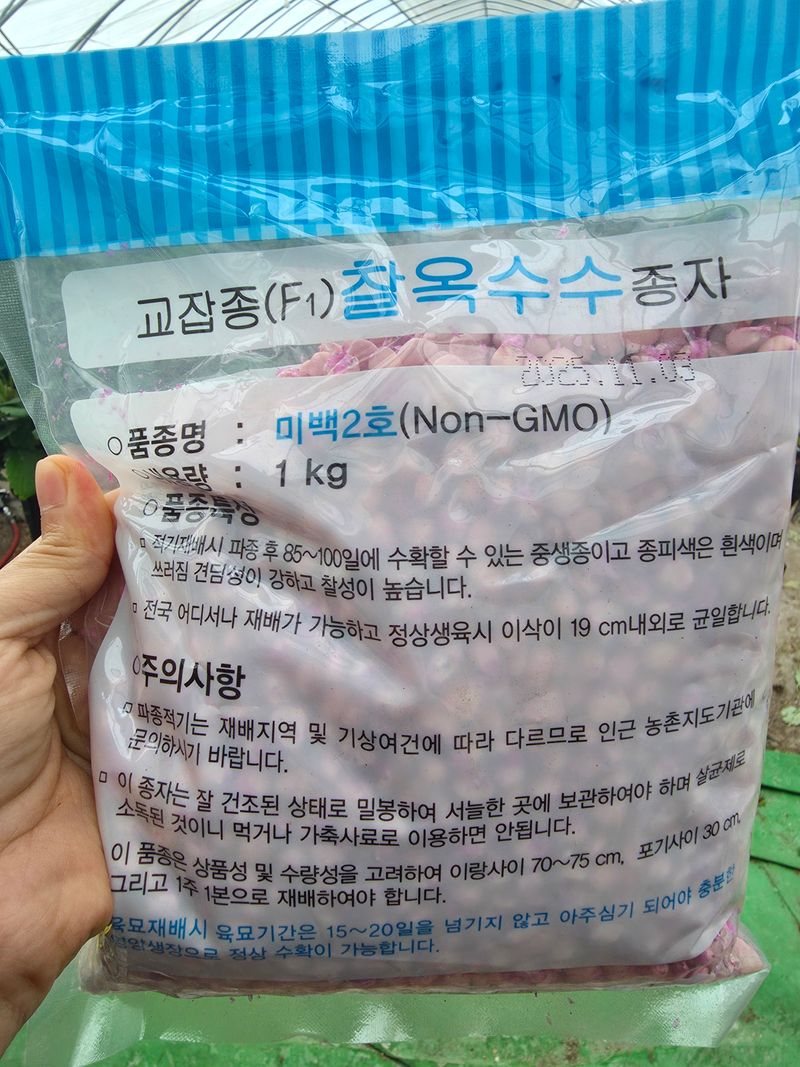 교잡종(F1)찰옥수수종자
2025.11.03
○품종명 : 미백2호(Non-GMO)
○내용량 : 1 kg
○품종특성
▫ 적기재배시 파종 후 85~100일에 수확할 수 있는 중생종이고 종피색은 흰색이며
쓰러짐 견딤성이 강하고 찰성이 높습니다.
▫ 전국 어디서나 재배가 가능하고 정상생육시 이삭이 19 cm내외로 균일합니다.
○주의사항
▫ 파종적기는 재배지역 및 기상여건에 따라 다르므로 인근 농촌지도기관에
문의하시기 바랍니다.
▫ 이 종자는 잘 건조된 상태로 밀봉하여 서늘한 곳에 보관하여야 하며 살균제로
소독된 것이니 먹거나 가축사료로 이용하면 안됩니다.
이 품종은 상품성 및 수량성을 고려하여 이랑사이 70~75 cm, 포기사이 30 cm,
그리고 1주 1본으로 재배하여야 합니다.
육묘재배시 육묘기간은 15~20일을 넘기지 않고 아주심기 되어야 충분한
영양생장으로 정상 수확이 가능합니다.